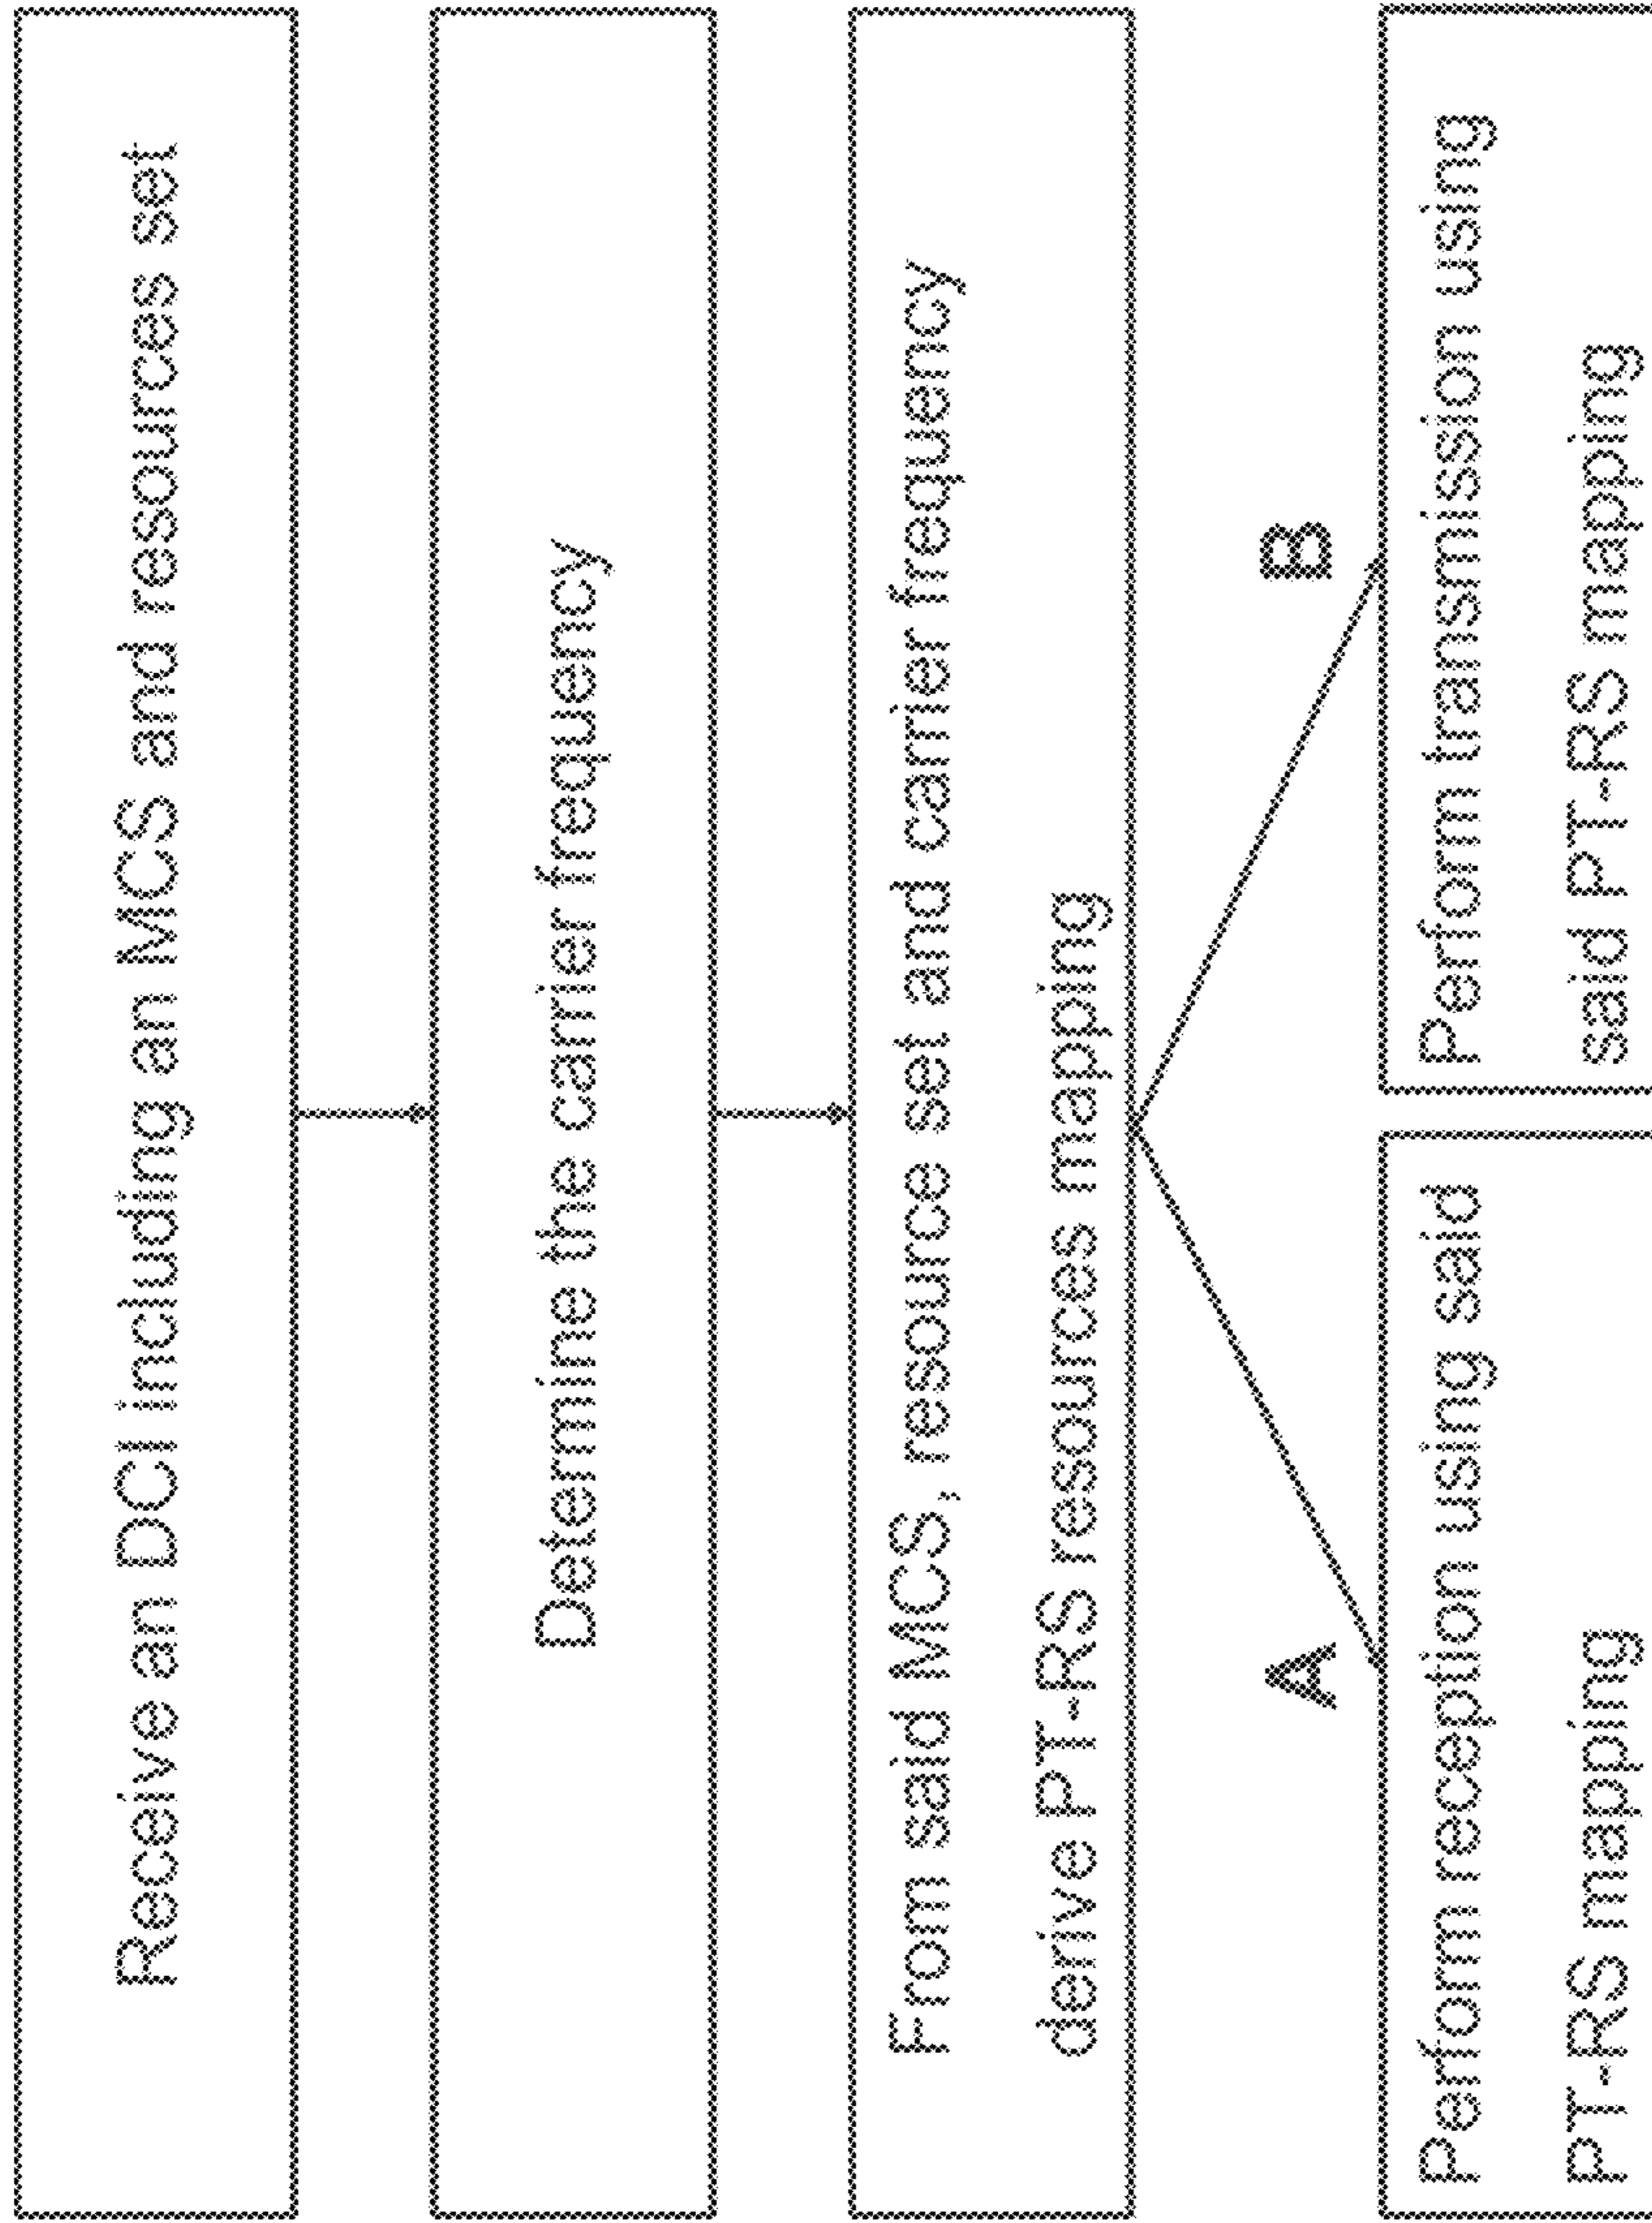 Receive an DCI including an MCS and resources set
Determine the carrier frequency
From said MCS, resource set and carrier frequency
derive PT-RS resources mapping
A
B
Perform reception using said
PT-RS mapping
Perform transmission using
said PT-RS mapping